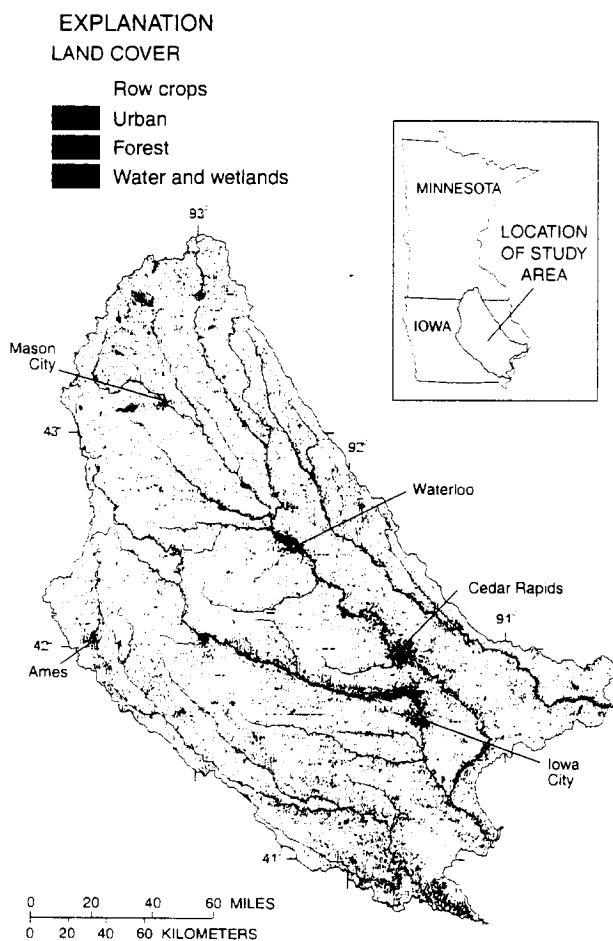 EXPLANATION
LAND COVER
Row crops
Urban
Forest
Water and wetlands
MINNESOTA
LOCATION
OF STUDY
AREA
IOWA
93°
Mason
City
43°
92°
Waterloo
Cedar Rapids
91°
42°
Ames
Iowa
City
41°
0 20 40 60 MILES
0 20 40 60 KILOMETERS